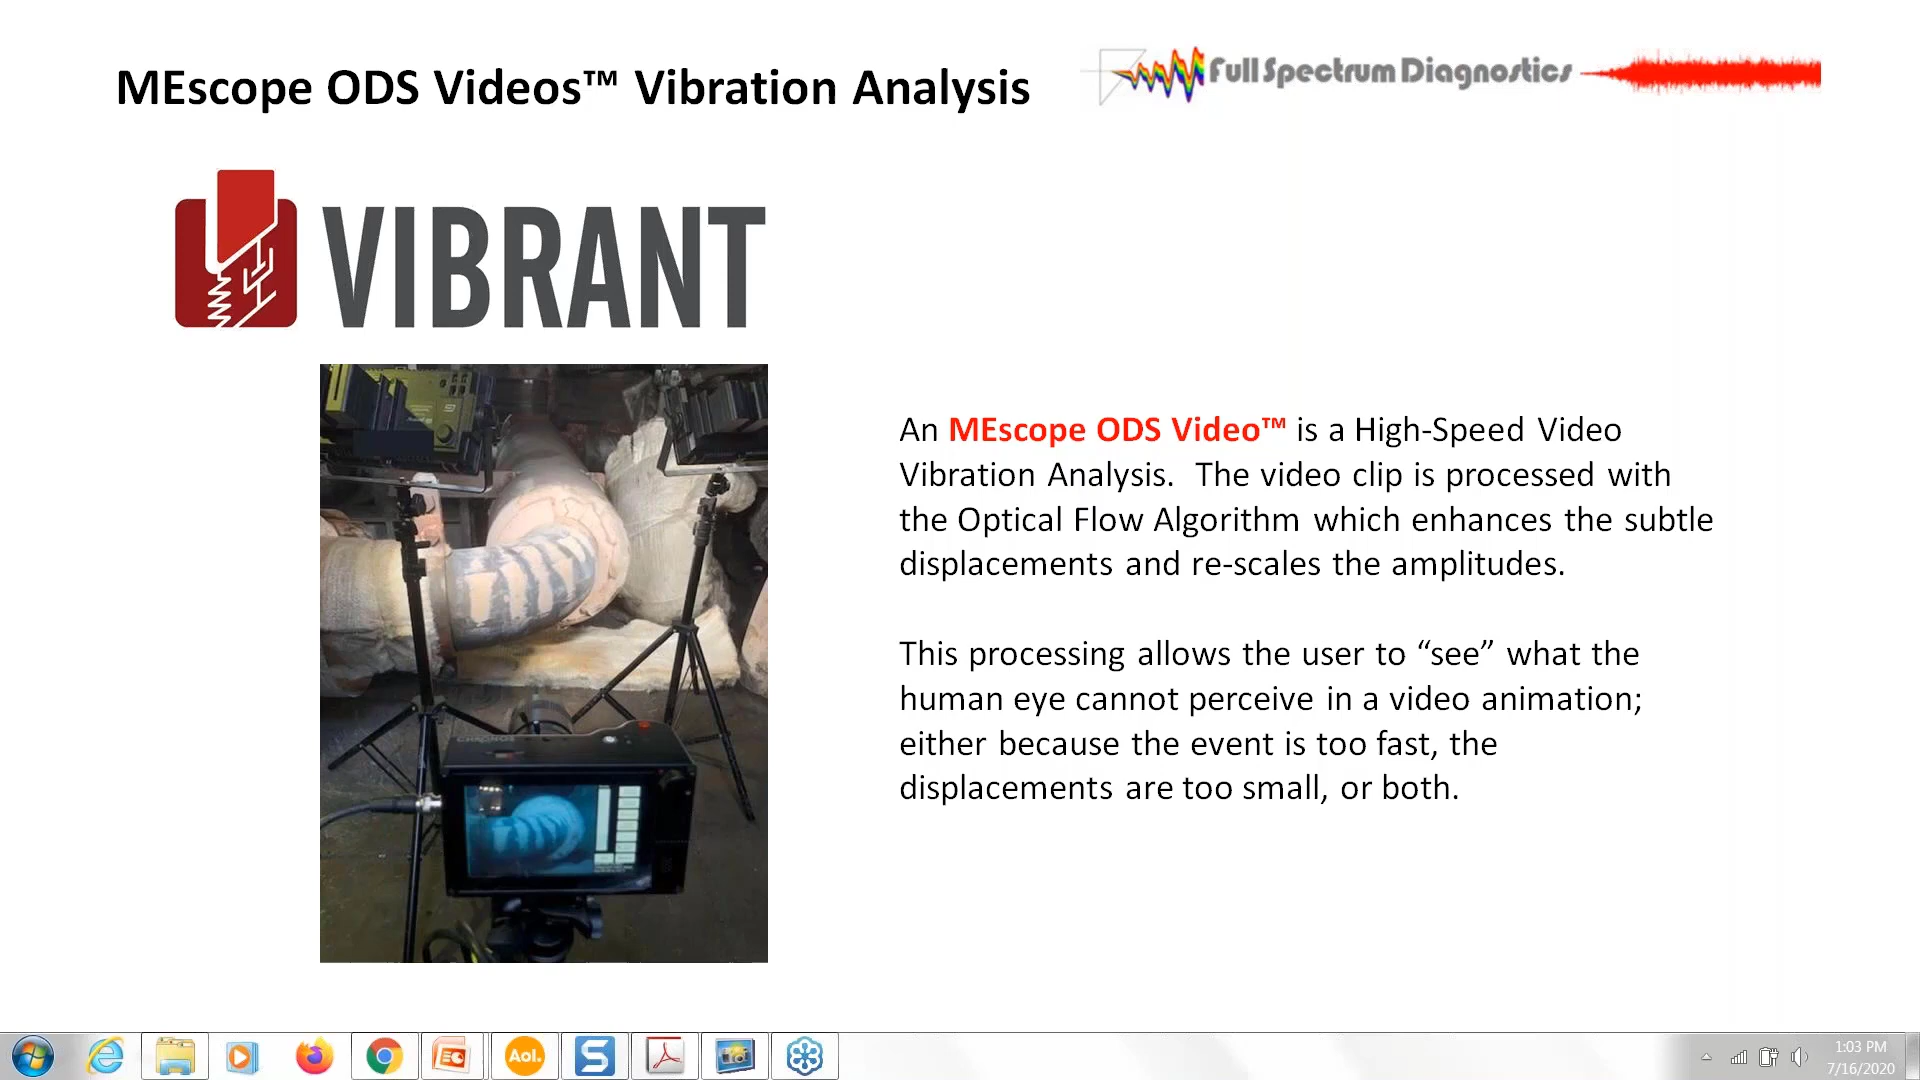 MEscope ODS Videos™ Vibration Analysis
Full Spectrum Diagnostics
VIBRANT
An MEscope ODS Video™ is a High-Speed Video
Vibration Analysis.  The video clip is processed with
the Optical Flow Algorithm which enhances the subtle
displacements and re-scales the amplitudes.
This processing allows the user to “see” what the
human eye cannot perceive in a video animation;
either because the event is too fast, the
displacements are too small, or both.
CHRONOS
Aol.
1:03 PM
7/16/2020